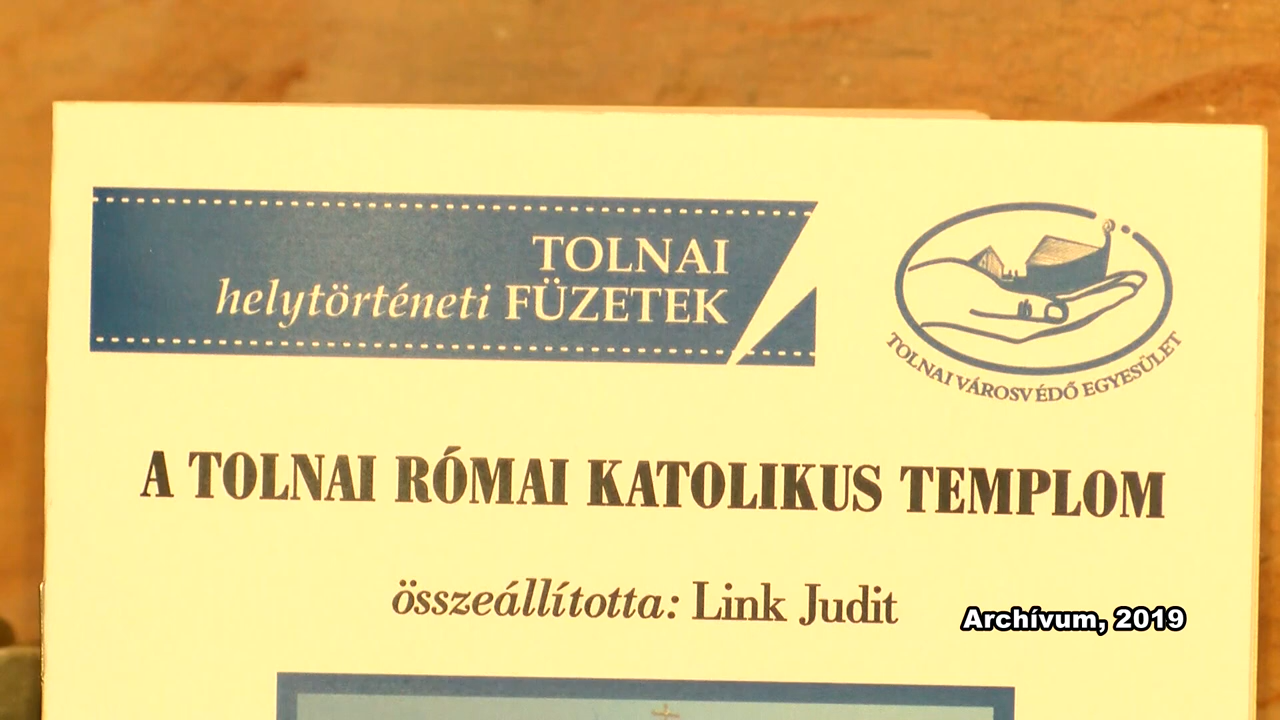 TOLNAI
helytörténeti FÜZETEK
TOLNAI VÁROSVÉDŐ EGYESÜLET
A TOLNAI RÓMAI KATOLIKUS TEMPLOM
összeállította: Link Judit
Archívum, 2019